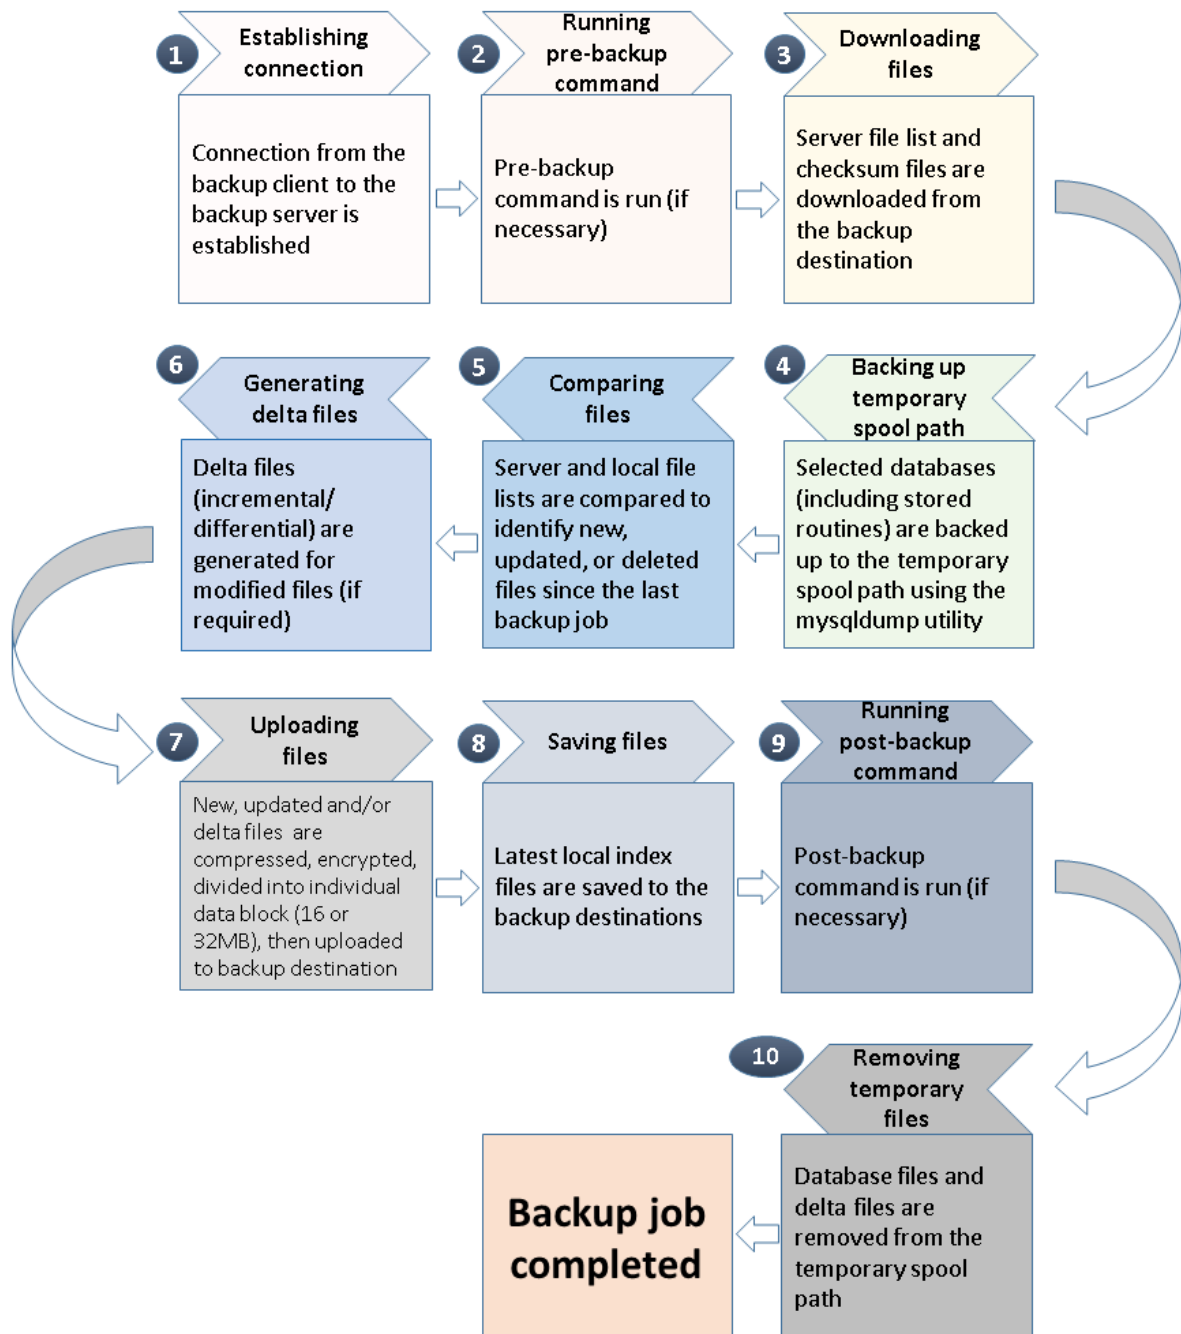 1
Establishing
connection
Connection from the
backup client to the
backup server is
established
2
Running
pre-backup
command
Pre-backup
command is run (if
necessary)
3
Downloading
files
Server file list and
checksum files are
downloaded from
the backup
destination
4
Backing up
temporary
spool path
Selected databases
(including stored
routines) are backed
up to the temporary
spool path using the
mysqldump utility
5
Comparing
files
Server and local file
lists are compared to
identify new,
updated, or deleted
files since the last
backup job
6
Generating
delta files
Delta files
(incremental/
differential) are
generated for
modified files (if
required)
7
Uploading
files
New, updated and/or
delta files are
compressed, encrypted,
divided into individual
data block (16 or
32MB), then uploaded
to backup destination
8
Saving files
Latest local index
files are saved to the
backup destinations
9
Running
post-backup
command
Post-backup
command is run (if
necessary)
10
Removing
temporary
files
Database files and
delta files are
removed from the
temporary spool
path
Backup job
completed